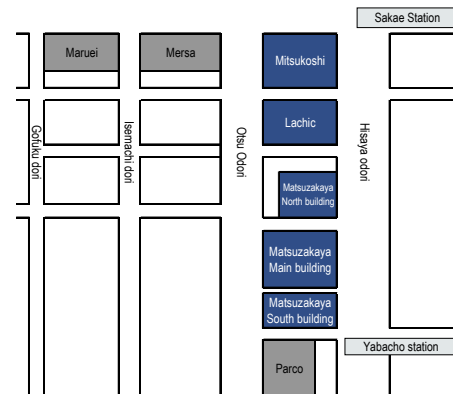 Sakae Station
Maruei
Mersa
Mitsukoshi
Lachic
Gofuku dori
Isemachi dori
Otsu Odori
Hisaya odori
Matsuzakaya
North building
Matsuzakaya
Main building
Matsuzakaya
South building
Yabacho station
Parco